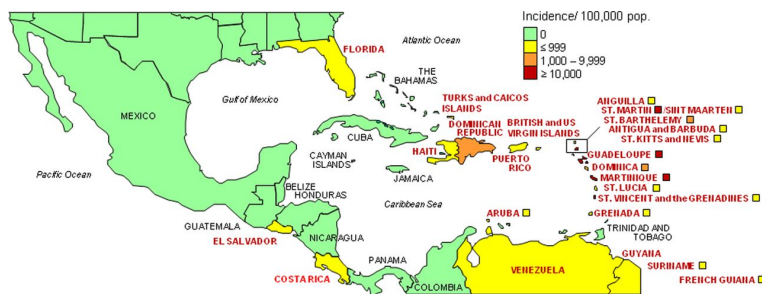 Incidence/ 100,000 pop.
0
≤ 999
1,000 – 9,999
≥ 10,000
FLORIDA
Atlantic Ocean
THE
BAHAMAS
Gulf of Mexico
MEXICO
TURKS and CAICOS
ISLANDS
DOMINICAN
REPUBLIC
BRITISH and US
VIRGIN ISLANDS
ANGUILLA
ST. MARTIN /SINT MAARTEN
ST. BARTHELEMY
ANTIGUA and BARBUDA
ST. KITTS and NEVIS
CUBA
HAITI
PUERTO
RICO
CAYMAN
ISLANDS
JAMAICA
GUADELOUPE
DOMINICA
MARTINIQUE
ST. LUCIA
ST. VINCENT and the GRENADINES
Pacific Ocean
BELIZE
HONDURAS
Caribbean Sea
ARUBA
GRENADA
GUATEMALA
TRINIDAD AND
TOBAGO
EL SALVADOR
NICARAGUA
GUYANA
PANAMA
COSTA RICA
VENEZUELA
SURINAME
COLOMBIA
FRENCH GUIANA